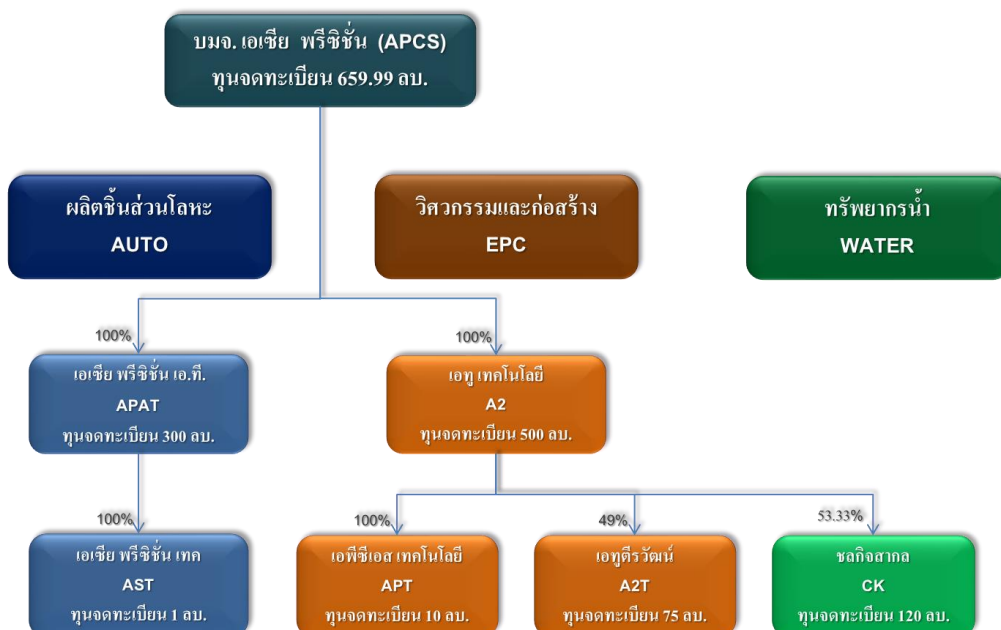 บมจ. เอเซีย พรีซิชั่น (APCS)
ทุนจดทะเบียน 659.99 ลบ.
ผลิตชิ้นส่วนโลหะ
AUTO
วิศวกรรมและก่อสร้าง
EPC
ทรัพยากรน้ำ
WATER
100%
100%
เอเซีย พรีซิชั่น เอ.ที.
APAT
ทุนจดทะเบียน 300 ลบ.
เอทู เทคโนโลยี
A2
ทุนจดทะเบียน 500 ลบ.
100%
100%
49%
53.33%
เอเซีย พรีซิชั่น เทค
AST
ทุนจดทะเบียน 1 ลบ.
เอพีซีเอส เทคโนโลยี
APT
ทุนจดทะเบียน 10 ลบ.
เอทูตีรวัฒน์
A2T
ทุนจดทะเบียน 75 ลบ.
ชลกิจสากล
CK
ทุนจดทะเบียน 120 ลบ.